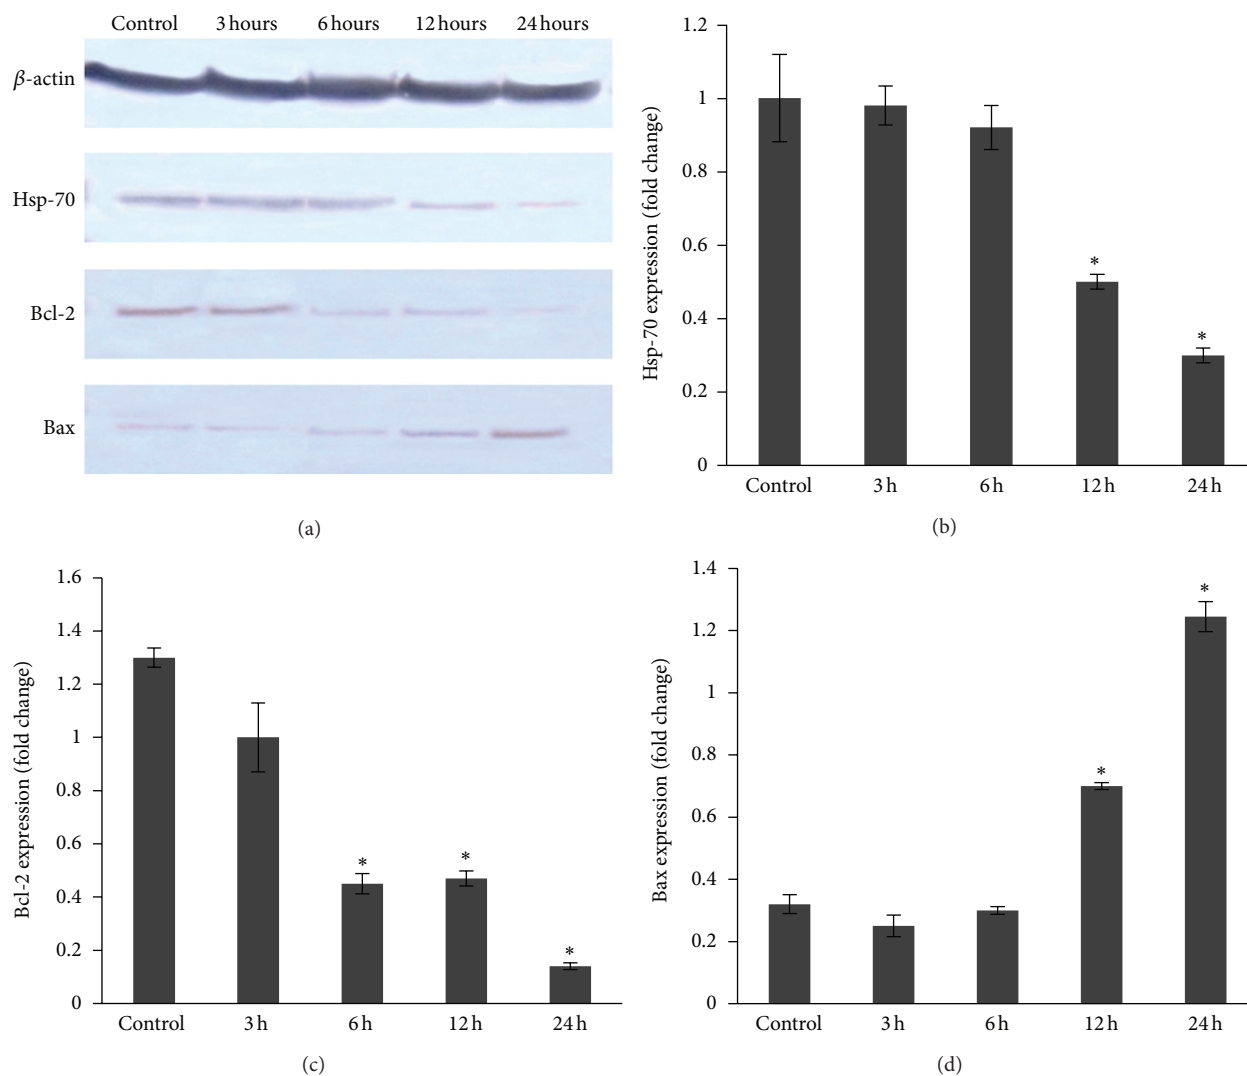 Control 3 hours 6 hours 12 hours 24 hours
β-actin
Hsp-70
Bcl-2
Bax
(a)
Hsp-70 expression (fold change)
1.2
1
0.8
0.6
0.4
0.2
0
*
*
Control 3 h 6 h 12 h 24 h
(b)
Bcl-2 expression (fold change)
1.6
1.4
1.2
1
0.8
0.6
0.4
0.2
0
*
*
*
Control 3 h 6 h 12 h 24 h
(c)
Bax expression (fold change)
1.4
1.2
1
0.8
0.6
0.4
0.2
0
*
*
Control 3 h 6 h 12 h 24 h
(d)